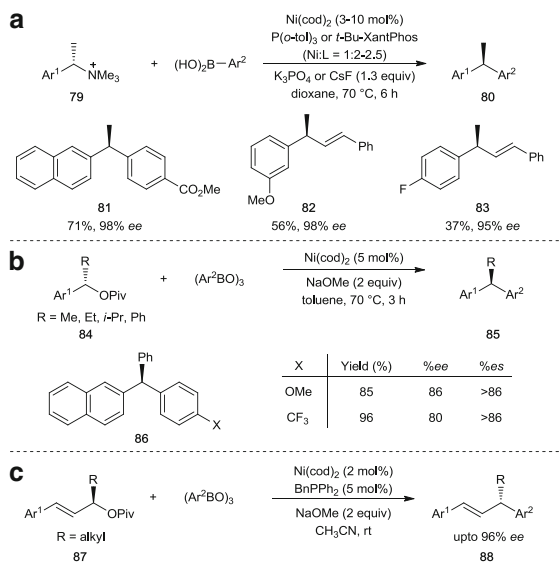 a
Ar1 NMe3 + 79
+
(HO)2B–Ar2
Ni(cod)2 (3-10 mol%)
P(o-tol)3 or t-Bu-XantPhos
(Ni:L = 1:2-2.5)
K3PO4 or CsF (1.3 equiv)
dioxane, 70 °C, 6 h
Ar1 Ar2
80
CO2Me
81
71%, 98% ee
Ph
MeO
82
56%, 98% ee
Ph
F
83
37%, 95% ee
b
R
Ar1 OPiv
R = Me, Et, i-Pr, Ph
84
+
(Ar2BO)3
Ni(cod)2 (5 mol%)
NaOMe (2 equiv)
toluene, 70 °C, 3 h
R
Ar1 Ar2
85
Ph
X
86
X Yield (%) %ee %es
OMe 85 86 >86
CF3 96 80 >86
c
R
Ar1 OPiv
R = alkyl
87
+
(Ar2BO)3
Ni(cod)2 (2 mol%)
BnPPh2 (5 mol%)
NaOMe (2 equiv)
CH3CN, rt
R
Ar1 Ar2
upto 96% ee
88